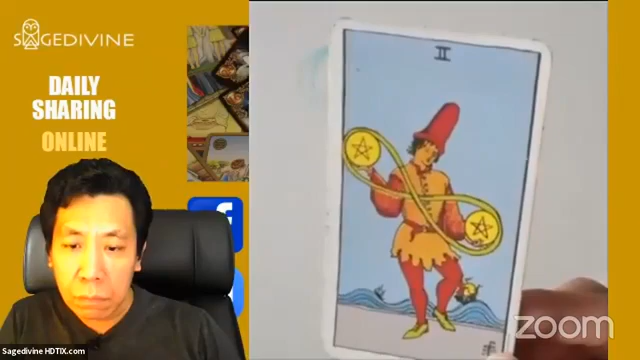 SAGEDIVINE
DAILY
SHARING
ONLINE
II
zoom
Sagedivine HDTIX.com